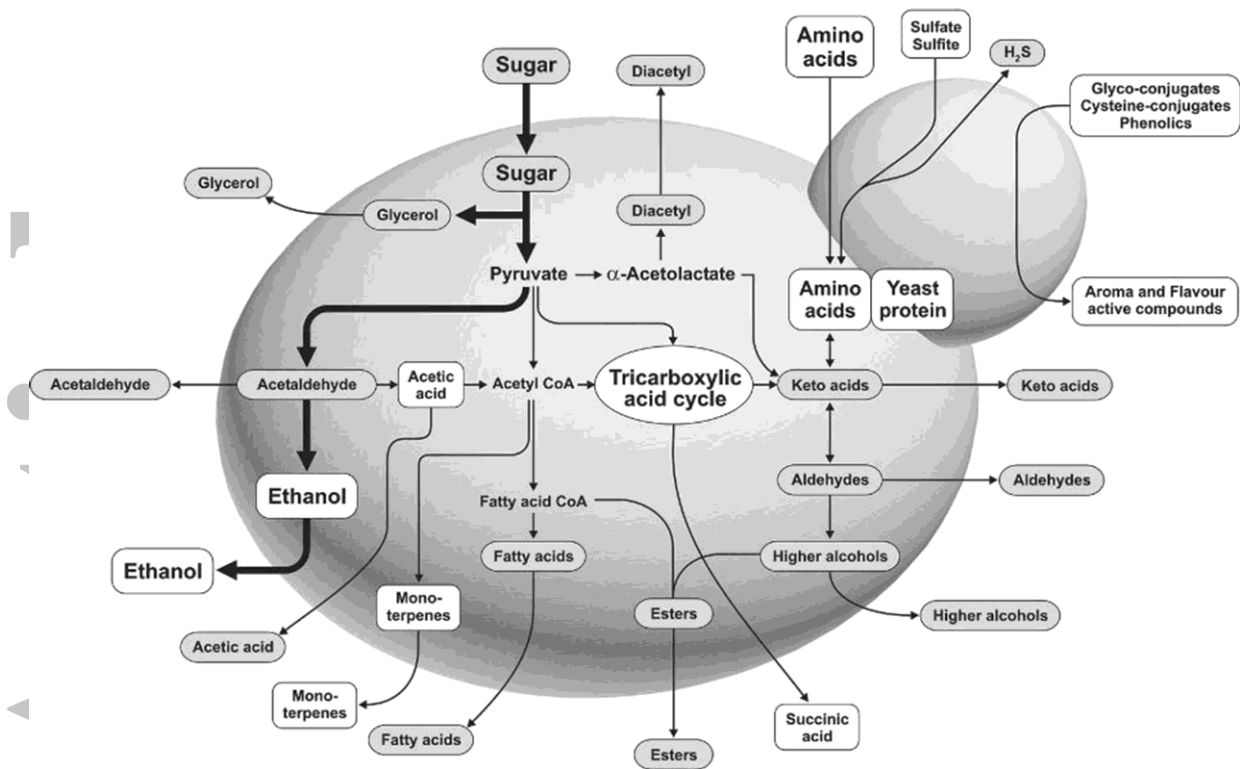 Amino
acids
Sulfate
Sulfite
H₂S
Sugar
Diacetyl
Glyco-conjugates
Cysteine-conjugates
Phenolics
Sugar
Glycerol
Glycerol
Diacetyl
Pyruvate
α-Acetolactate
Amino
acids
Yeast
protein
Aroma and Flavour
active compounds
Acetaldehyde
Acetaldehyde
Acetic
acid
Acetyl CoA
Tricarboxylic
acid cycle
Keto acids
Keto acids
Ethanol
Fatty acid CoA
Aldehydes
Aldehydes
Ethanol
Fatty acids
Higher alcohols
Mono-
terpenes
Esters
Higher alcohols
Acetic acid
Mono-
terpenes
Fatty acids
Esters
Succinic
acid